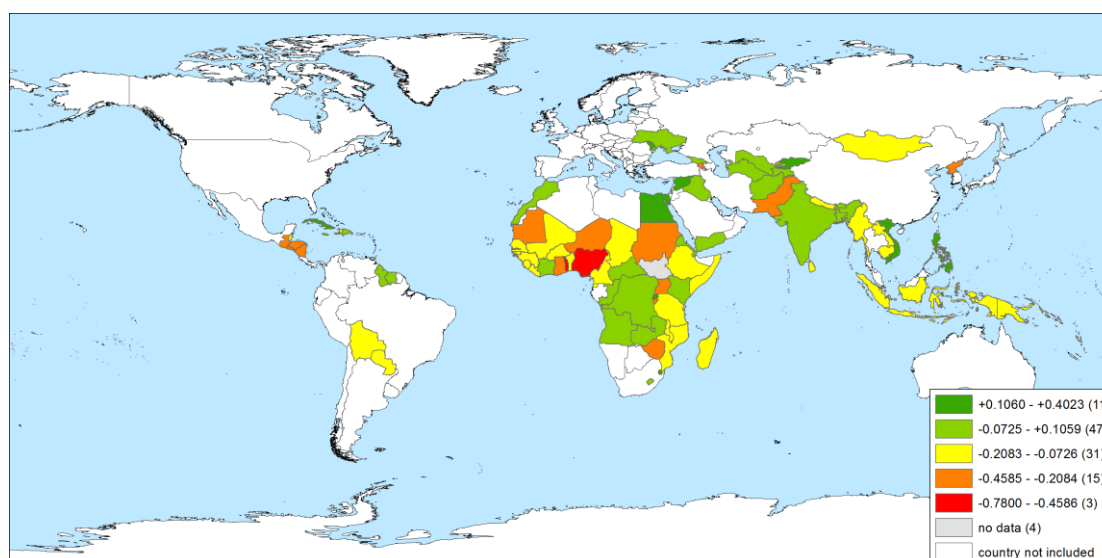 +0.1060 - +0.4023 (11
-0.0725 - +0.1059 (47
-0.2083 - -0.0726 (31)
-0.4585 - -0.2084 (15)
-0.7800 - -0.4586 (3)
no data (4)
country not included